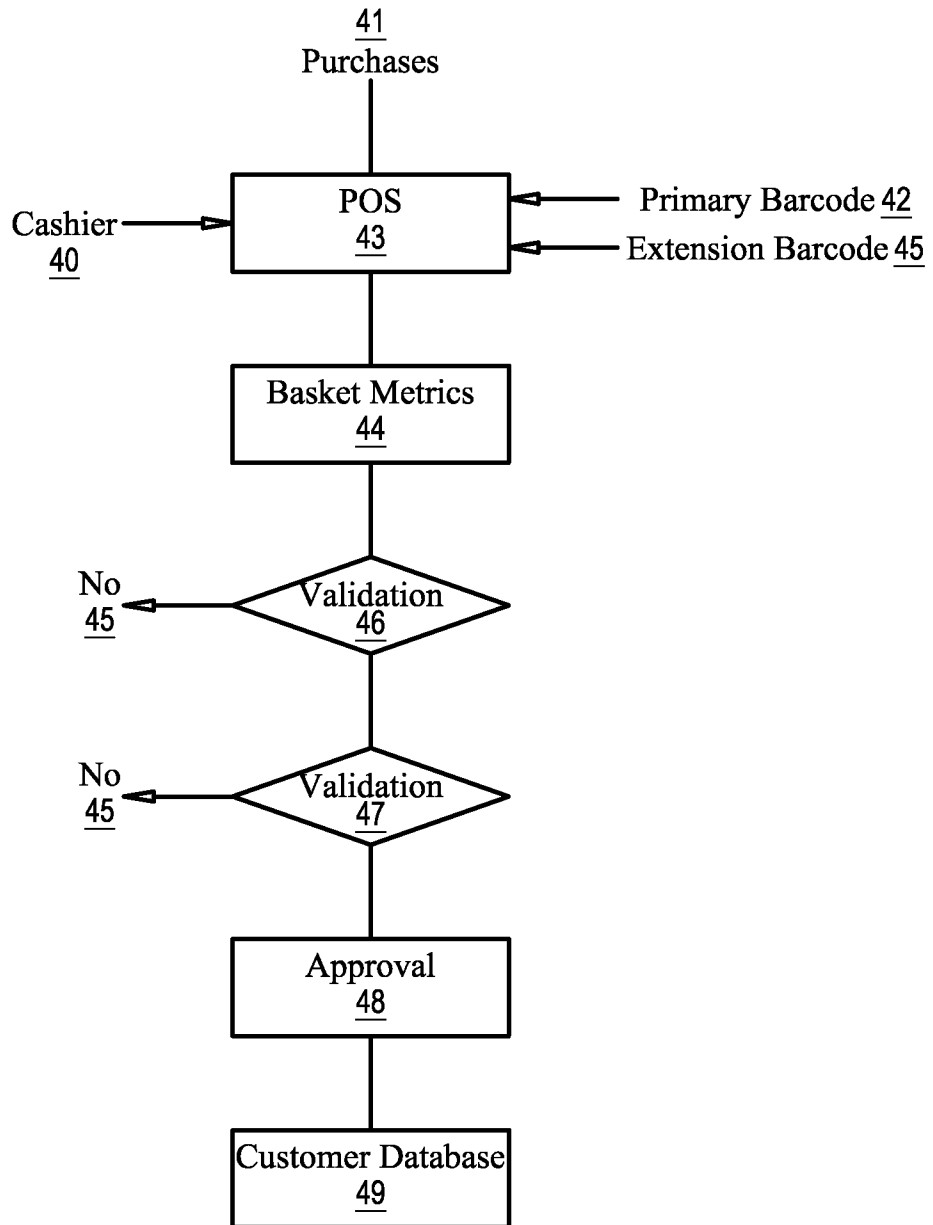 41
Purchases
POS
43
Primary Barcode 42
Cashier
40
Extension Barcode 45
Basket Metrics
44
No
45
Validation
46
No
45
Validation
47
Approval
48
Customer Database
49